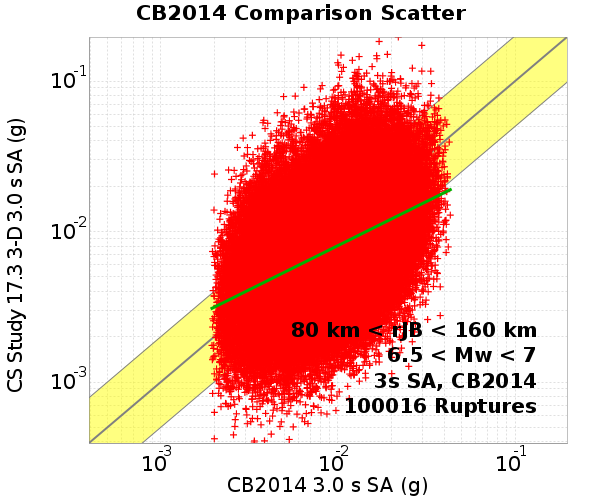 CB2014 Comparison Scatter
CS Study 17.3 3-D 3.0 s SA (g)
10-1
10-2
10-3
80 km < rJB < 160 km
6.5 < Mw < 7
3s SA, CB2014
100016 Ruptures
10-3 10-2 10-1
CB2014 3.0 s SA (g)